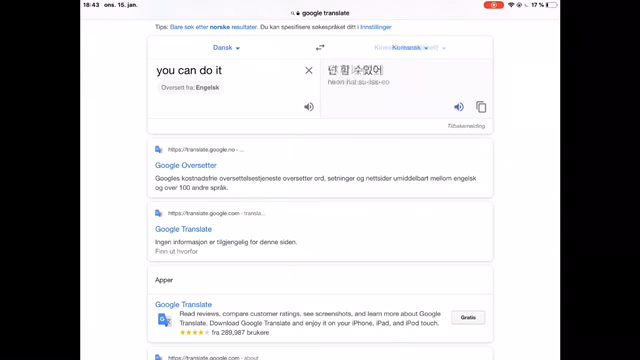 18:43 ons. 15. jan.
17 %
google translate
Tips: Bare søk etter norske resultater. Du kan spesifisere søkespråket ditt i Innstillinger
Dansk
you can do it
Oversett fra: Engelsk
수있어
Tilbakemelding
https://translate.google.no › ...
Google Oversetter
Googles kostnadsfrie oversettelsestjeneste oversetter ord, setninger og nettsider umiddelbart mellom engelsk
og over 100 andre språk.
https://translate.google.com › transla...
Google Translate
Ingen informasjon er tilgjengelig for denne siden.
Finn ut hvorfor
Apper
Google Translate
Read reviews, compare customer ratings, see screenshots, and learn more about Google
Translate. Download Google Translate and enjoy it on your iPhone, iPad, and iPod touch.
fra 289,987 brukere
Gratis
https://translate.google.com › about